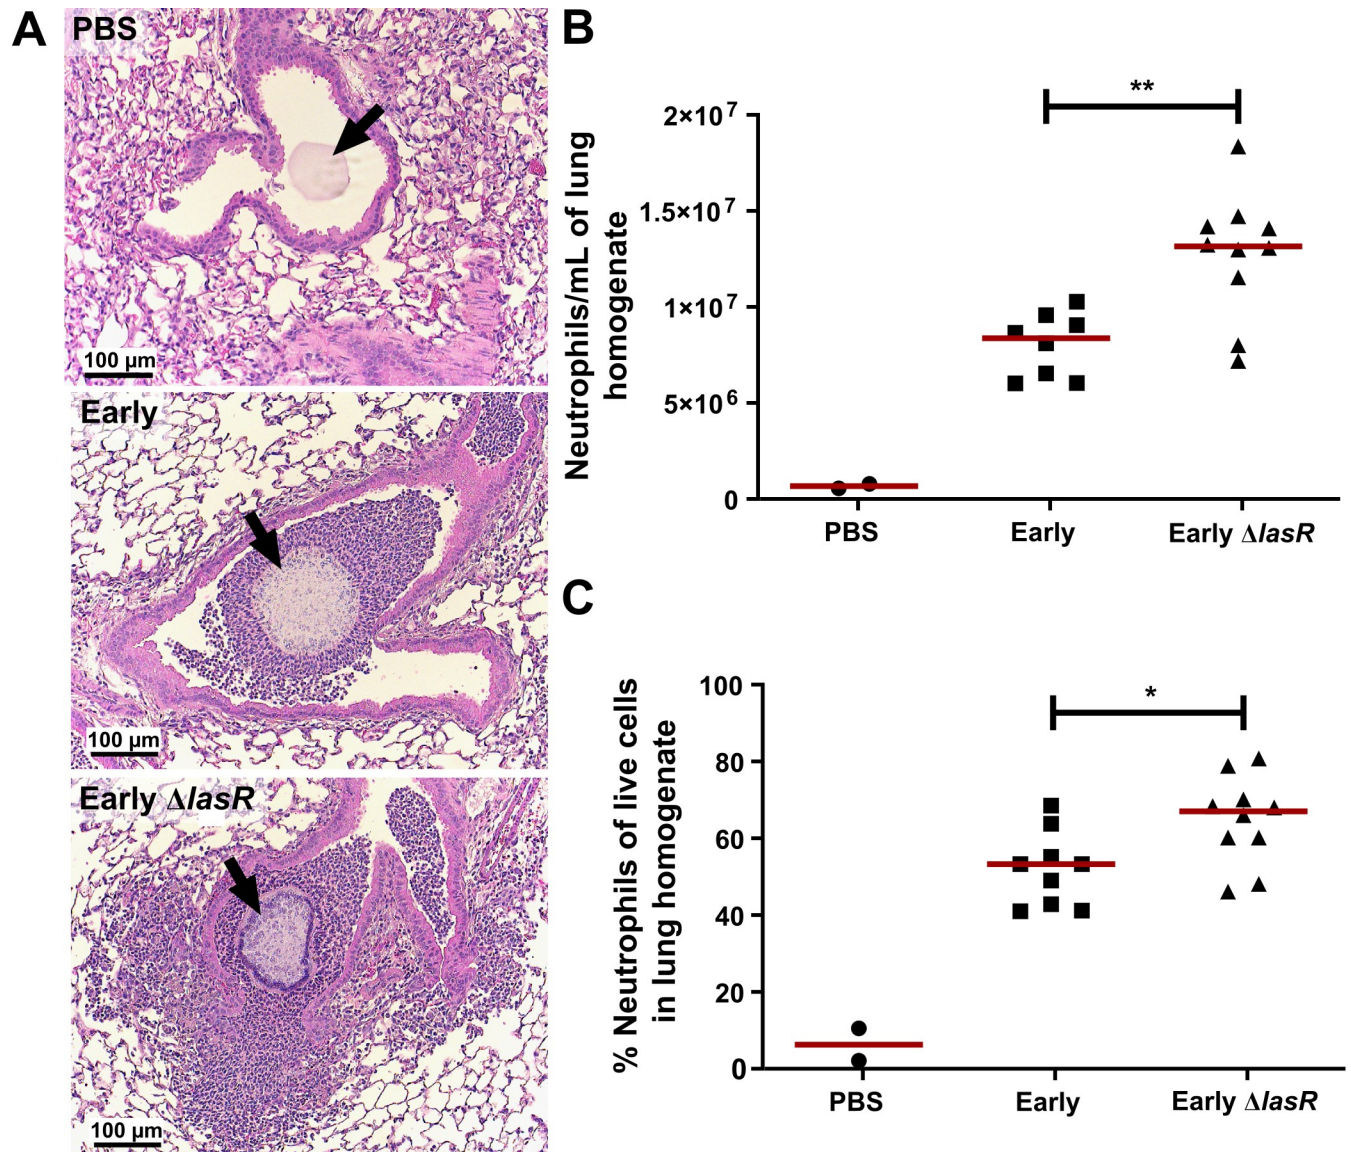 A
PBS
100 µm
Early
100 µm
Early ΔlasR
100 µm
B
Neutrophils/mL of lung
homogenate
2×10⁷
1.5×10⁷
1×10⁷
5×10⁶
0
**
PBS
Early
Early ΔlasR
C
% Neutrophils of live cells
in lung homogenate
100
80
60
40
20
0
*
PBS
Early
Early ΔlasR